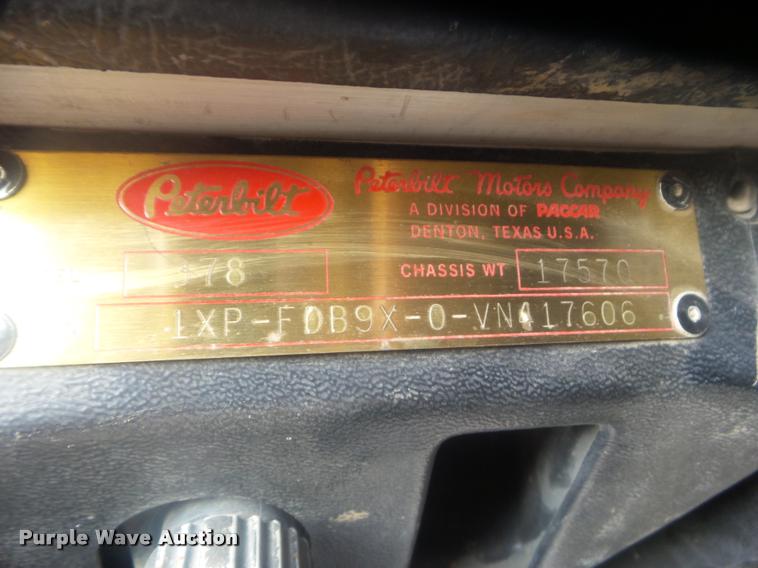 Peterbilt
Peterbilt Motors Company
A DIVISION OF PACCAR
DENTON, TEXAS U.S.A.
378
CHASSIS WT 17570
1XP-FDB9X-0-VN417606
Purple Wave Auction